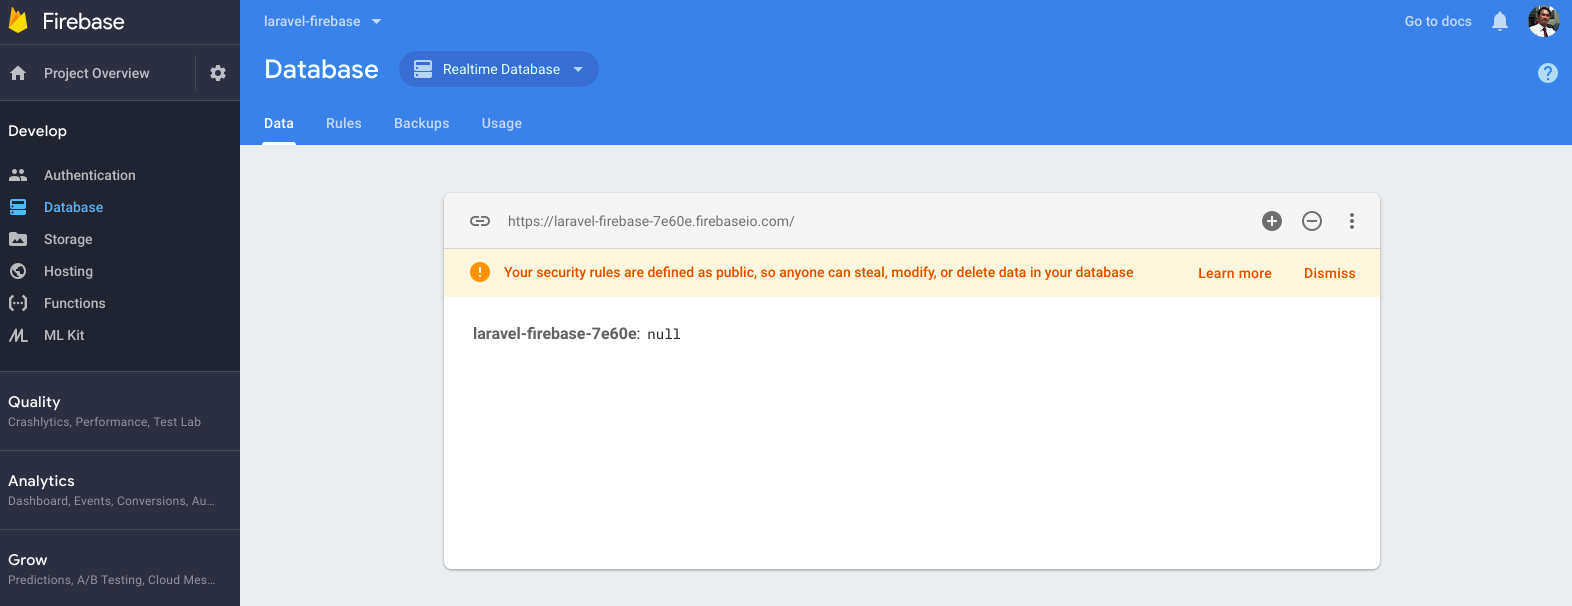 Firebase
laravel-firebase
Go to docs
Project Overview
Database
Realtime Database
Data Rules Backups Usage
Develop
Authentication
Database
Storage
Hosting
Functions
ML Kit
Quality
Crashlytics, Performance, Test Lab
Analytics
Dashboard, Events, Conversions, Au...
Grow
Predictions, A/B Testing, Cloud Mes...
https://laravel-firebase-7e60e.firebaseio.com/
Your security rules are defined as public, so anyone can steal, modify, or delete data in your database
Learn more Dismiss
laravel-firebase-7e60e: null